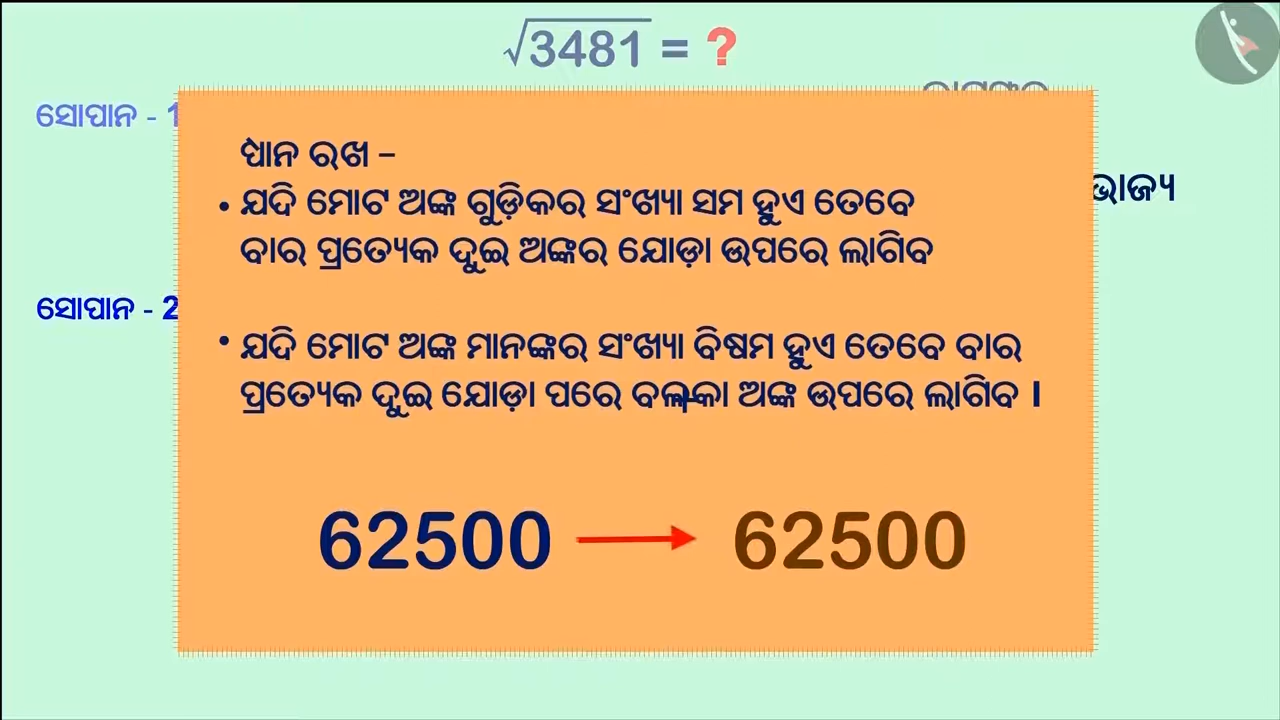 √3481 = ?
ସୋପାନ - 1
ଧ୍ୟାନ ରଖ –
• ଯଦି ମୋଟ ଅଙ୍କ ଗୁଡ଼ିକର ସଂଖ୍ୟା ସମ ହୁଏ ତେବେ
ବାର ପ୍ରତ୍ୟେକ ଦୁଇ ଅଙ୍କର ଯୋଡ଼ା ଉପରେ ଲାଗିବ
ଭାଜ୍ୟ
ସୋପାନ - 2
• ଯଦି ମୋଟ ଅଙ୍କ ମାନଙ୍କର ସଂଖ୍ୟା ବିଷମ ହୁଏ ତେବେ ବାର
ପ୍ରତ୍ୟେକ ଦୁଇ ଯୋଡ଼ା ପରେ ଅଙ୍କ ଉପରେ ଲାଗିବ ।
62500 → 62500